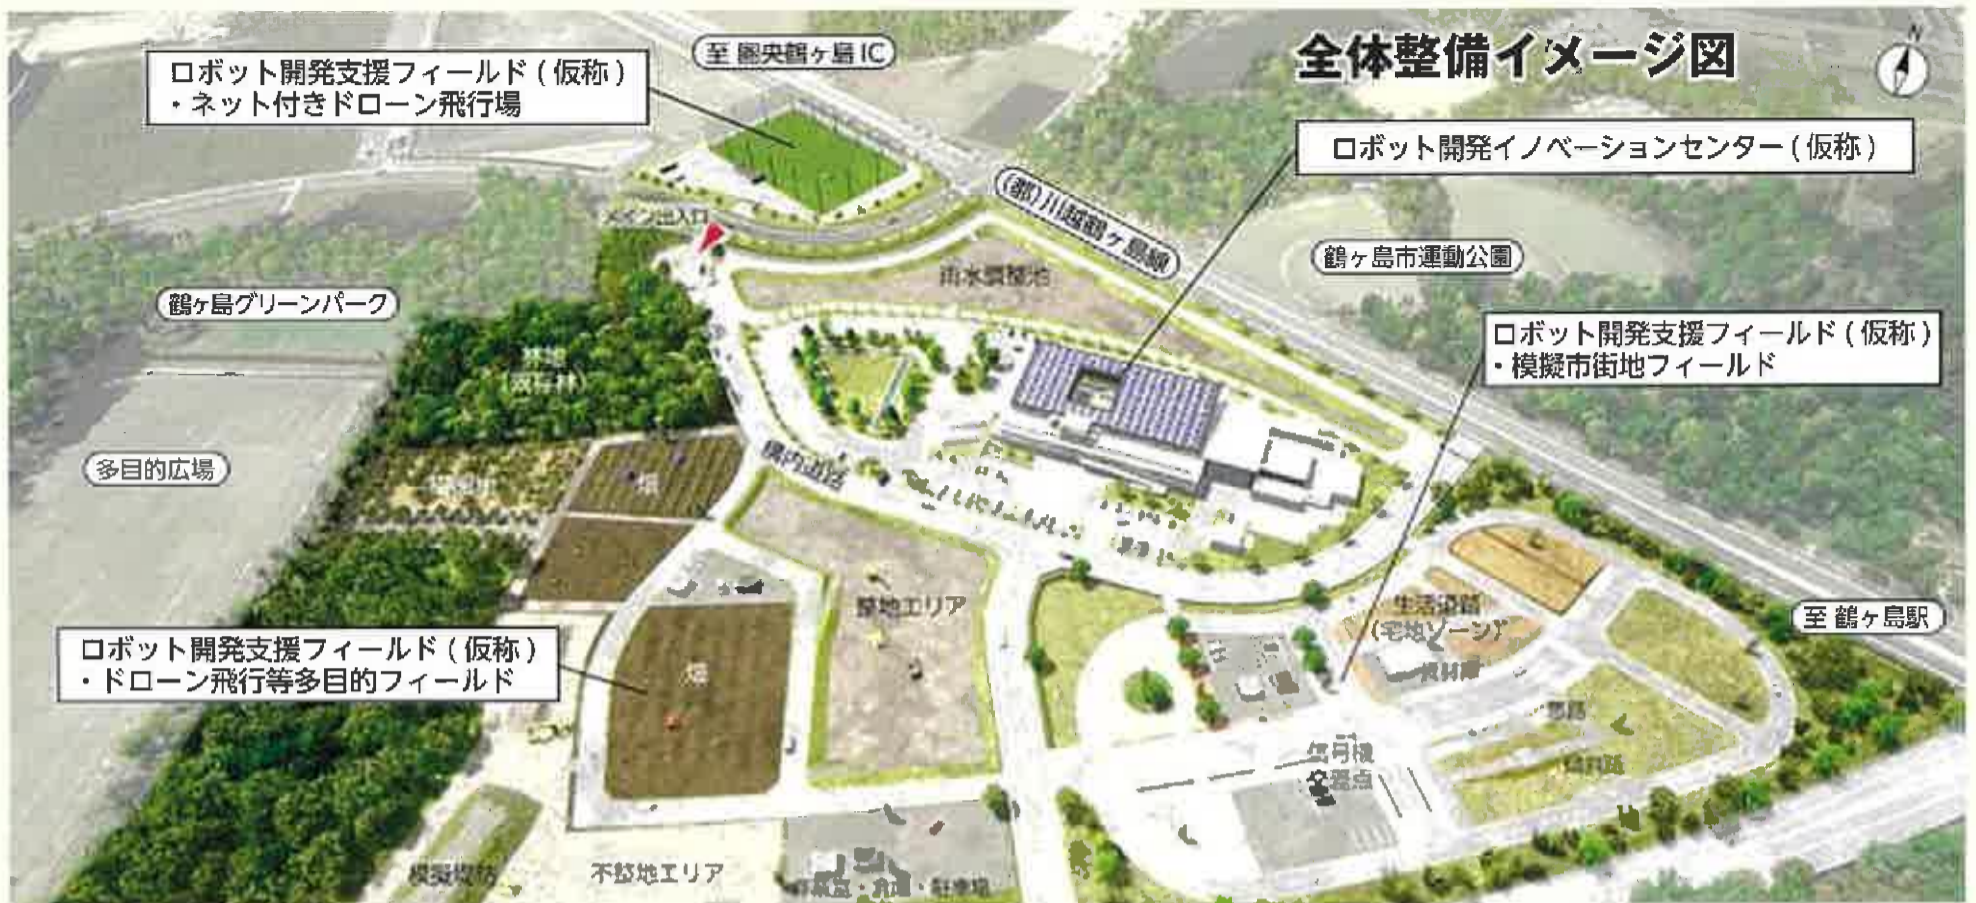 全体整備イメージ図
N
至 圏央鶴ヶ島 IC
ロボット開発支援フィールド ( 仮称 )
・ネット付きドローン飛行場
ロボット開発イノベーションセンター ( 仮称 )
(都) 川越鶴ヶ島線
メイン出入口
鶴ヶ島市運動公園
雨水調整池
鶴ヶ島グリーンパーク
ロボット開発支援フィールド ( 仮称 )
・模擬市街地フィールド
多目的広場
構内道路
畑
整地エリア
生活道路
(宅地ゾーン)
至 鶴ヶ島駅
ロボット開発支援フィールド ( 仮称 )
・ドローン飛行等多目的フィールド
畑
信号機
交差点
模擬堤防
不整地エリア